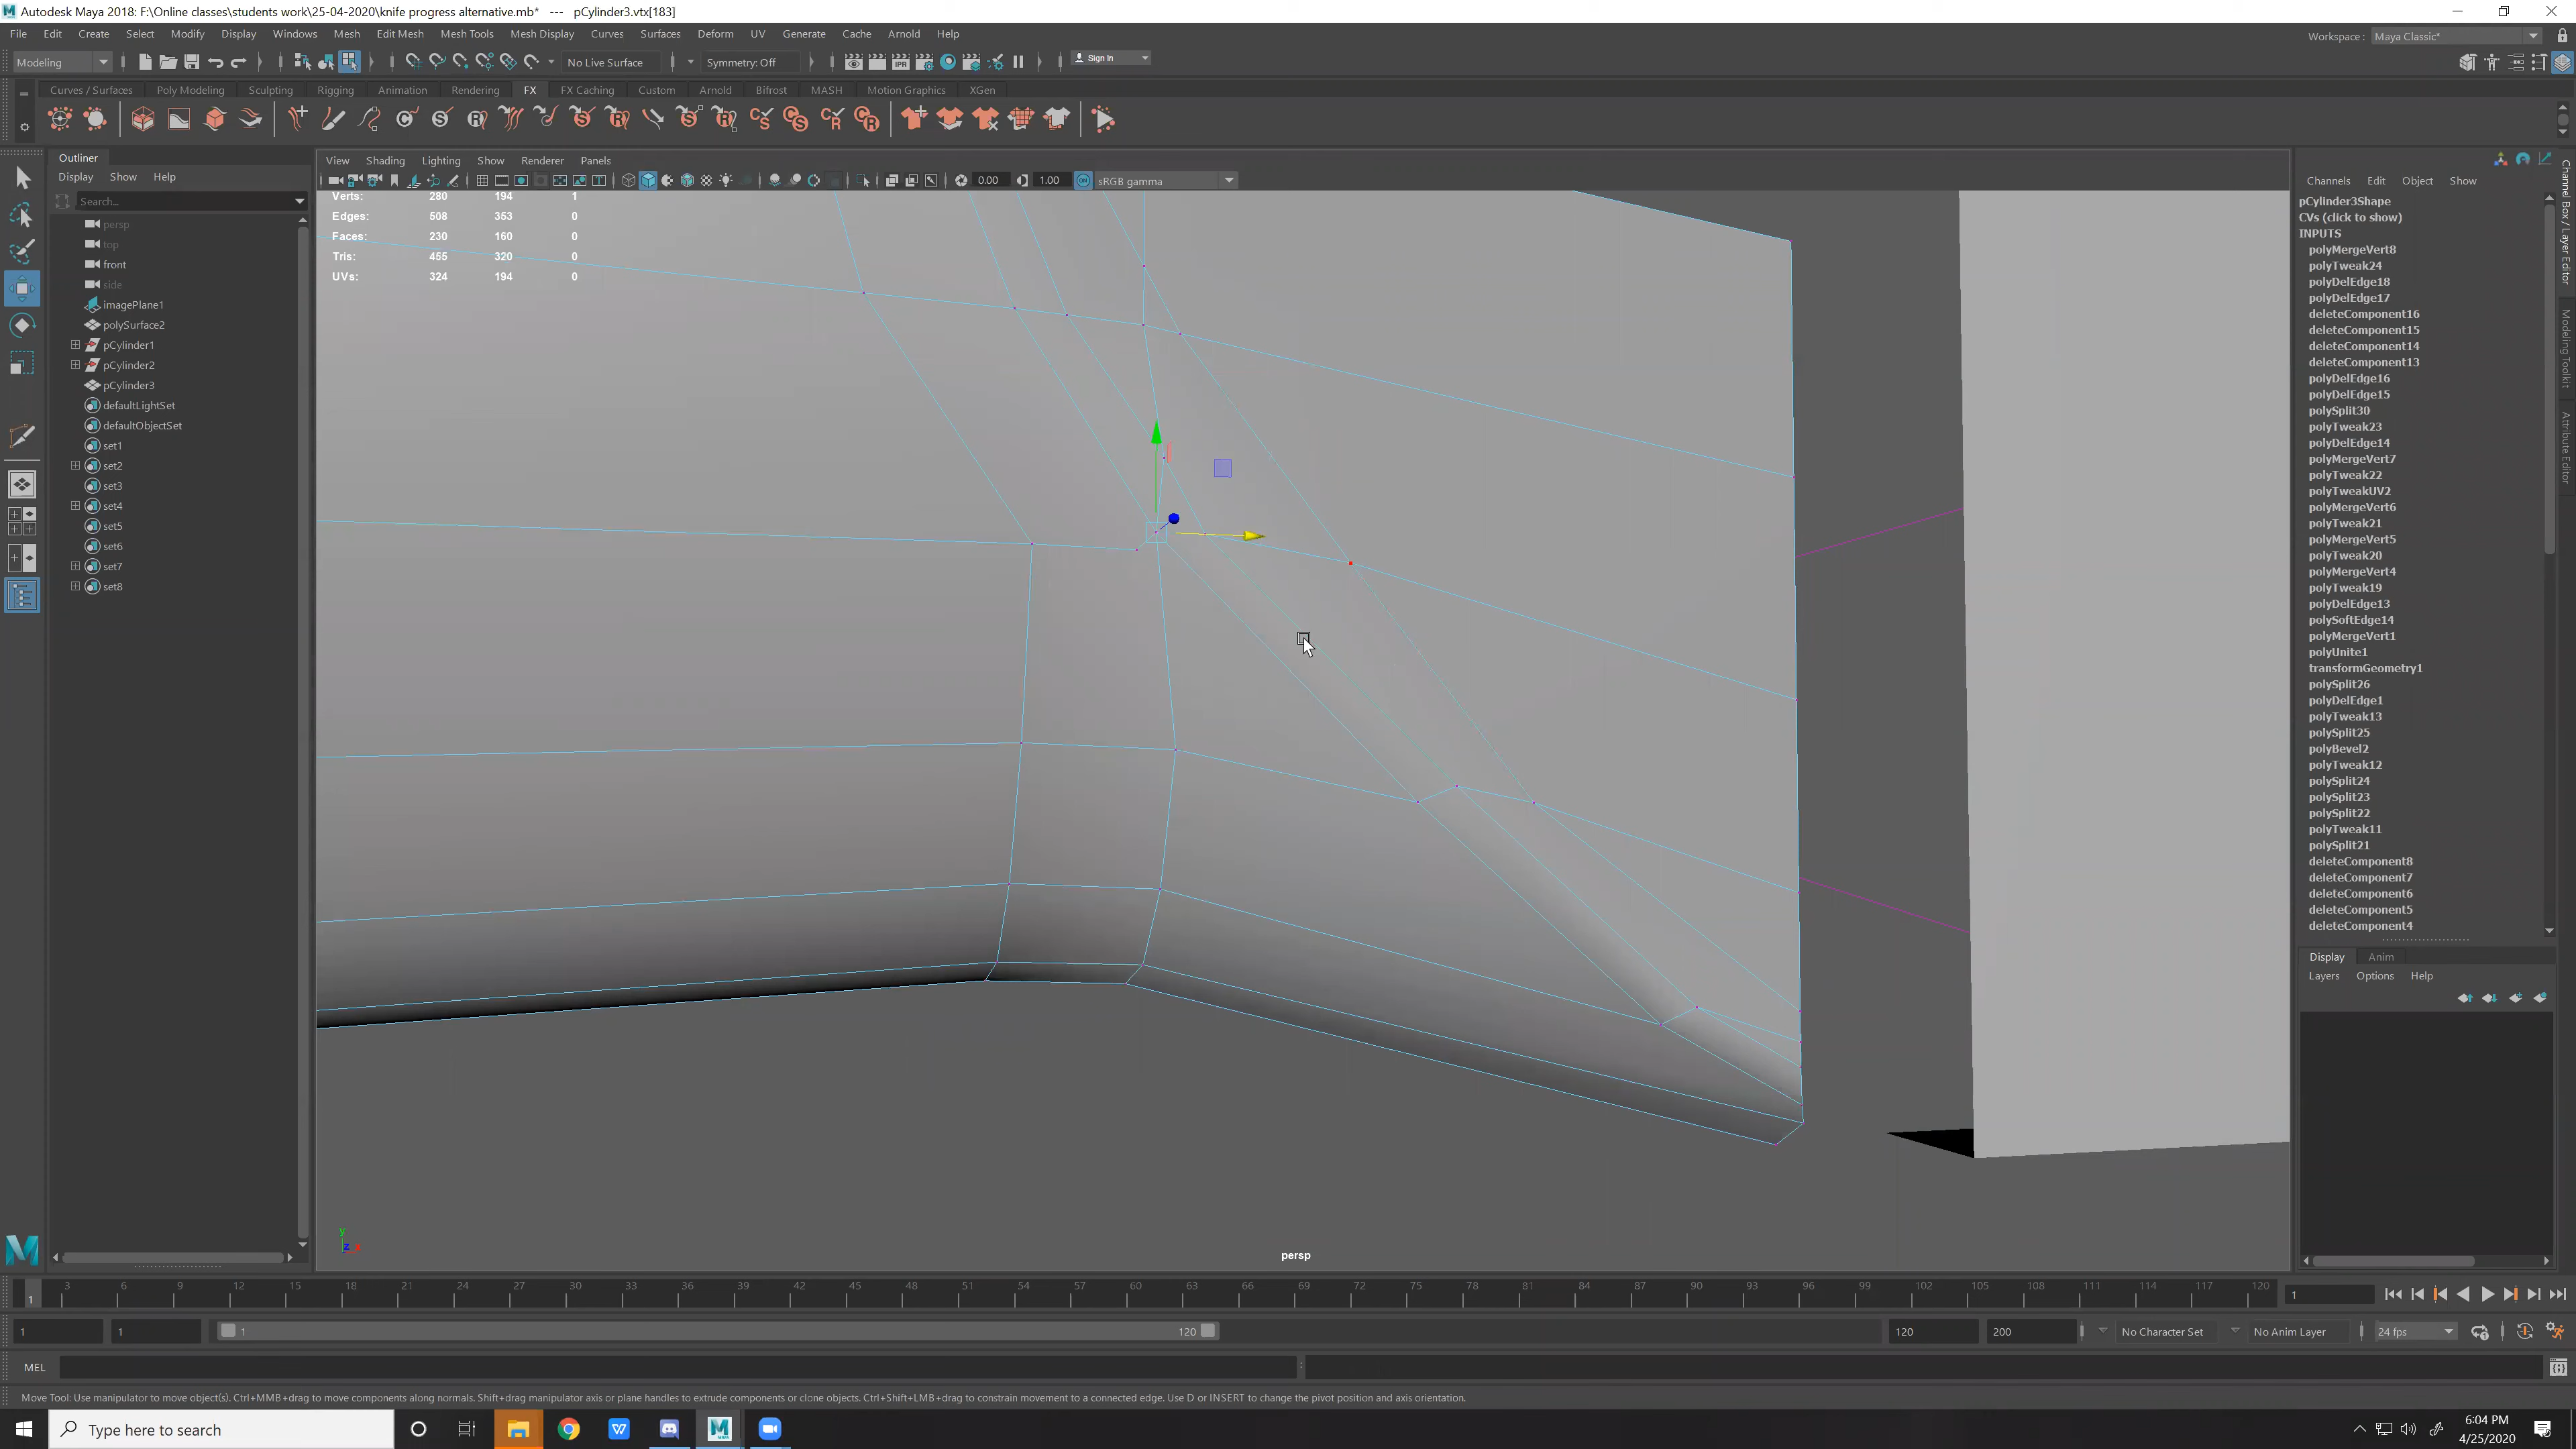 Autodesk Maya 2018: F:\Online classes\students work\25-04-2020\knife progress alternative.mb* --- pCylinder3.vtx[183]
File Edit Create Select Modify Display Windows Mesh Edit Mesh Mesh Tools Mesh Display Curves Surfaces Deform UV Generate Cache Arnold Help
Workspace : Maya Classic*
Modeling No Live Surface Symmetry: Off Sign In
Curves / Surfaces Poly Modeling Sculpting Rigging Animation Rendering FX FX Caching Custom Arnold Bifrost MASH Motion Graphics XGen
Outliner
Display Show Help
Search...
persp
top
front
side
imagePlane1
polySurface2
pCylinder1
pCylinder2
pCylinder3
defaultLightSet
defaultObjectSet
set1
set2
set3
set4
set5
set6
set7
set8
View Shading Lighting Show Renderer Panels
0.00 1.00 sRGB gamma
Verts: 280 194 1
Edges: 508 353 0
Faces: 230 160 0
Tris: 455 320 0
UVs: 324 194 0
y
z x
persp
Channels Edit Object Show
pCylinder3Shape
CVs (click to show)
INPUTS
polyMergeVert8
polyTweak24
polyDelEdge18
polyDelEdge17
deleteComponent16
deleteComponent15
deleteComponent14
deleteComponent13
polyDelEdge16
polyDelEdge15
polySplit30
polyTweak23
polyDelEdge14
polyMergeVert7
polyTweak22
polyTweakUV2
polyMergeVert6
polyTweak21
polyMergeVert5
polyTweak20
polyMergeVert4
polyTweak19
polyDelEdge13
polySoftEdge14
polyMergeVert1
polyUnite1
transformGeometry1
polySplit26
polyDelEdge1
polyTweak13
polySplit25
polyBevel2
polyTweak12
polySplit24
polySplit23
polySplit22
polyTweak11
polySplit21
deleteComponent8
deleteComponent7
deleteComponent6
deleteComponent5
deleteComponent4
Display Anim
Layers Options Help
Channel Box / Layer Editor
Modeling Toolkit
Attribute Editor
3 6 9 12 15 18 21 24 27 30 33 36 39 42 45 48 51 54 57 60 63 66 69 72 75 78 81 84 87 90 93 96 99 102 105 108 111 114 117 120
1 1
1 1 1 120 120 200 No Character Set No Anim Layer 24 fps
MEL
Move Tool: Use manipulator to move object(s). Ctrl+MMB+drag to move components along normals. Shift+drag manipulator axis or plane handles to extrude components or clone objects. Ctrl+Shift+LMB+drag to constrain movement to a connected edge. Use D or INSERT to change the pivot position and axis orientation.
Type here to search
6:04 PM
4/25/2020